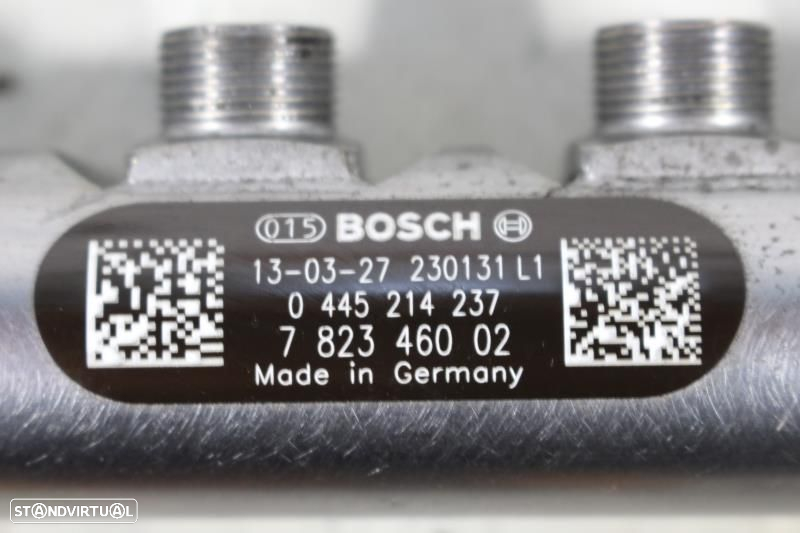 015 BOSCH
13-03-27 230131 L1
0 445 214 237
7 823 460 02
Made in Germany
STANDVIRTUAL